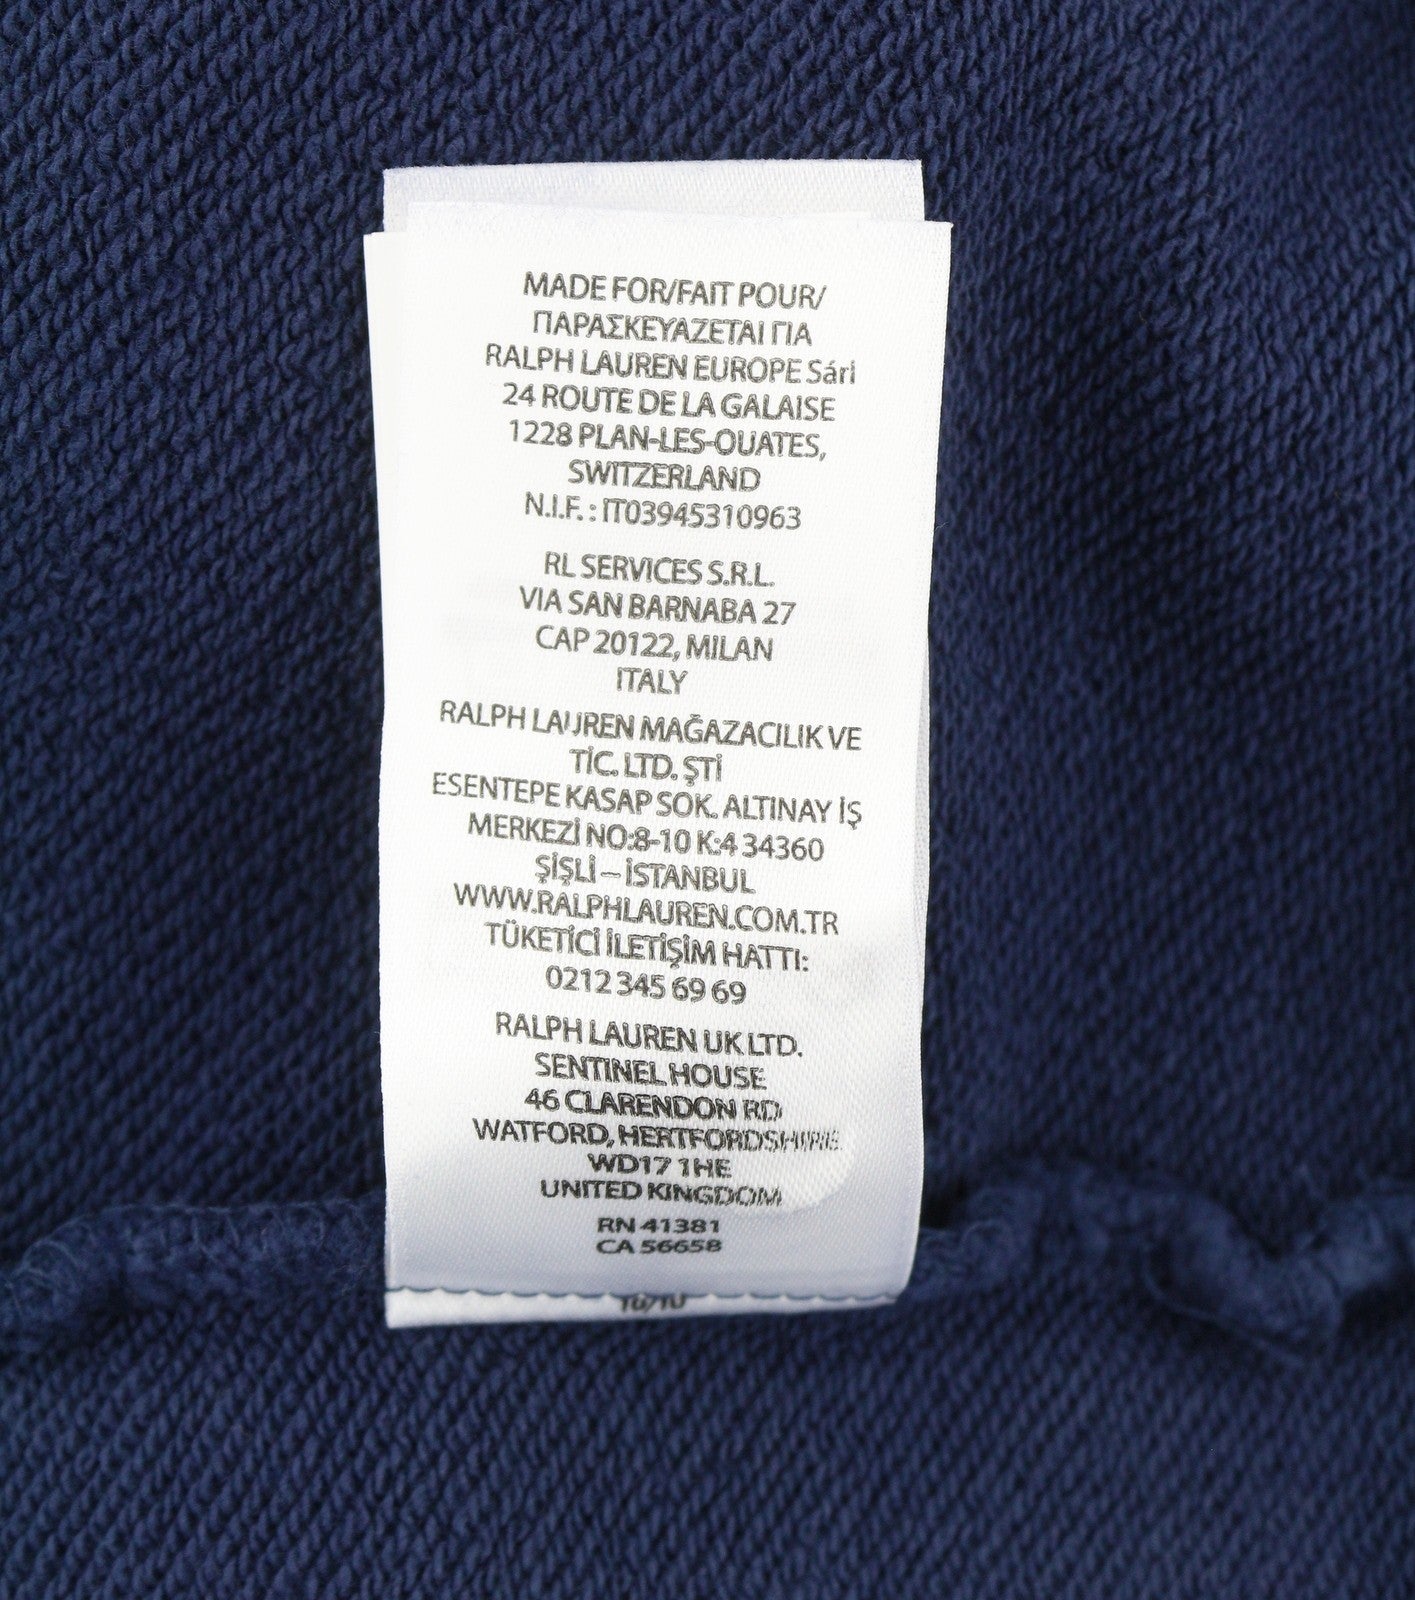 MADE FOR/FAIT POUR/
ΠΑΡΑΣΚΕΥΑΖΕΤΑΙ ΓΙΑ
RALPH LAUREN EUROPE Sárl
24 ROUTE DE LA GALAISE
1228 PLAN-LES-OUATES,
SWITZERLAND
N.I.F. : IT03945310963
RL SERVICES S.R.L.
VIA SAN BARNABA 27
CAP 20122, MILAN
ITALY
RALPH LAUREN MAĞAZACILIK VE
TİC. LTD. ŞTİ
ESENTEPE KASAP SOK. ALTINAY İŞ
MERKEZİ NO:8-10 K:4 34360
ŞİŞLİ – İSTANBUL
WWW.RALPHLAUREN.COM.TR
TÜKETİCİ İLETİŞİM HATTI:
0212 345 69 69
RALPH LAUREN UK LTD.
SENTINEL HOUSE
46 CLARENDON RD
WATFORD, HERTFORDSHIRE
WD17 1HE
UNITED KINGDOM
RN 41381
CA 56658